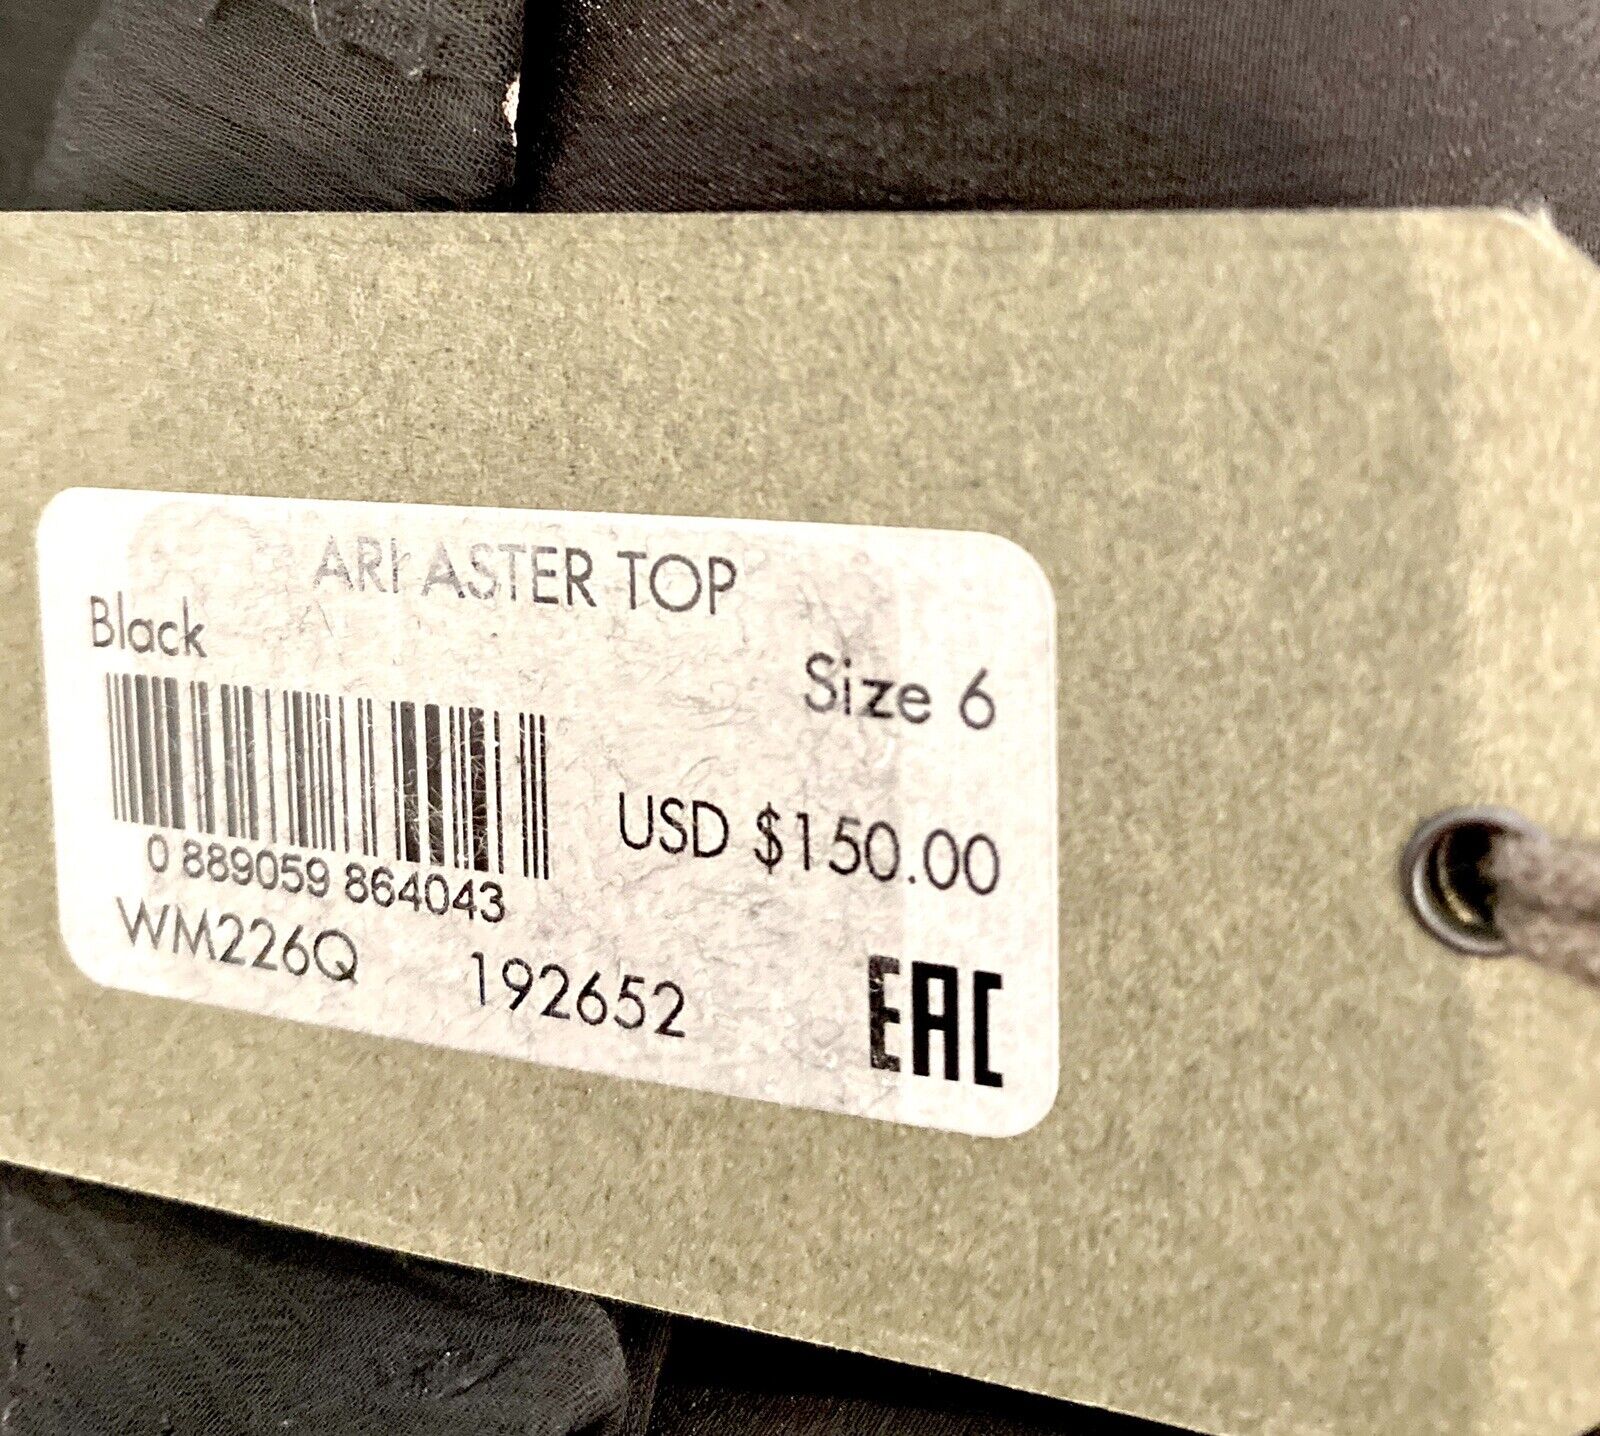 ARI ASTER TOP
Black
Size 6
USD $150.00
0 889059 864043
WM226Q 192652
EAC